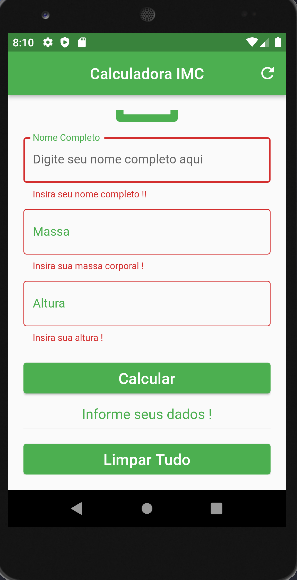 8:10
Calculadora IMC
Nome Completo
Digite seu nome completo aqui
Insira seu nome completo !!
Massa
Insira sua massa corporal !
Altura
Insira sua altura !
Calcular
Informe seus dados !
Limpar Tudo